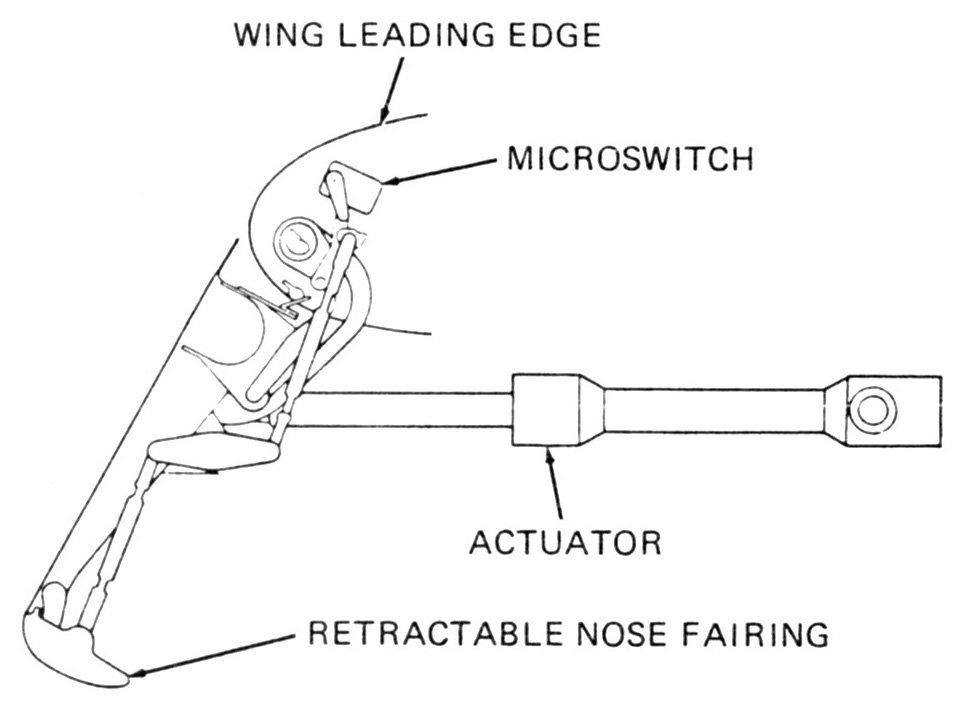 WING LEADING EDGE
MICROSWITCH
ACTUATOR
RETRACTABLE NOSE FAIRING